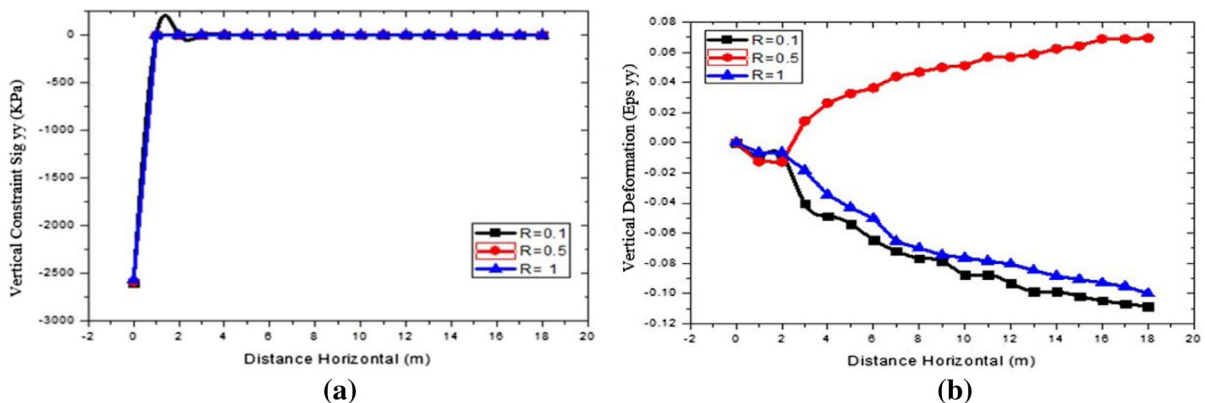 Vertical Constraint Sig yy (KPa)
0
-500
-1000
-1500
-2000
-2500
-3000
-2 0 2 4 6 8 10 12 14 16 18 20
Distance Horizontal (m)
R=0.1
R=0.5
R= 1
(a)
Vertical Deformation (Eps yy)
0.08
0.06
0.04
0.02
0.00
-0.02
-0.04
-0.06
-0.08
-0.10
-0.12
-2 0 2 4 6 8 10 12 14 16 18 20
Distance Horizontal (m)
R=0.1
R=0.5
R=1
(b)